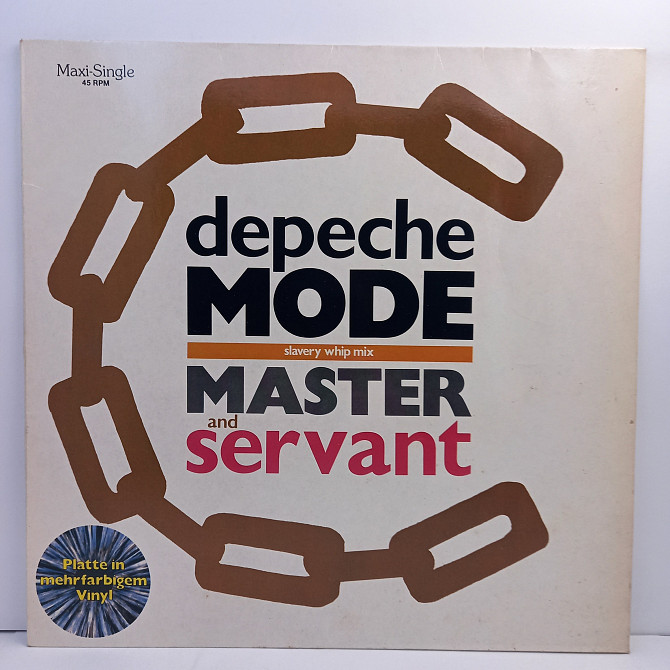 Maxi-Single
45 RPM
depeche
MODE
slavery whip mix
MASTER
and
servant
Platte in
mehrfarbigem
Vinyl